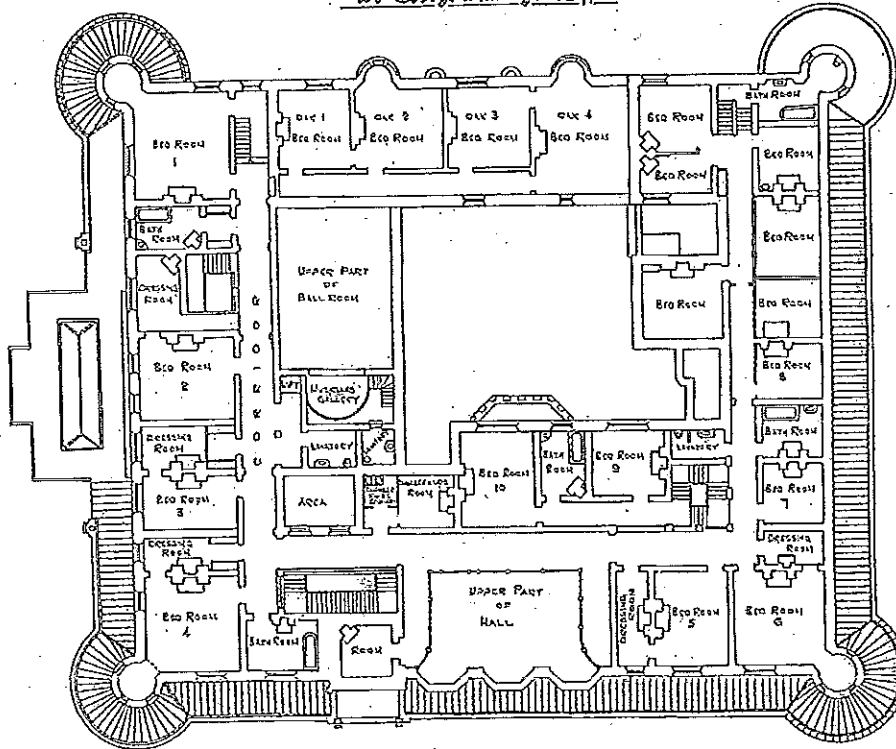 BED ROOM
1
BATH
ROOM
DRESSING
ROOM
BED ROOM
2
DRESSING
ROOM
BED ROOM
3
DRESSING
ROOM
BED ROOM
4
BATH ROOM
ROOM
CORRIDOR
BED ROOM
BED ROOM
BED ROOM
BED ROOM
UPPER PART
OF
BALL ROOM
LIFT
GALLERY
LAVATORY
LAVATORY
AREA
ROOM
BED ROOM
10
BATH
ROOM
BED ROOM
9
LAVATORY
UPPER PART
OF
HALL
DRESSING
ROOM
BED ROOM
5
BED ROOM
6
DRESSING
ROOM
BED ROOM
7
BATH ROOM
BED ROOM
8
BED
ROOM
BED ROOM
BED ROOM
BATH ROOM
BED ROOM
BED ROOM
BED ROOM